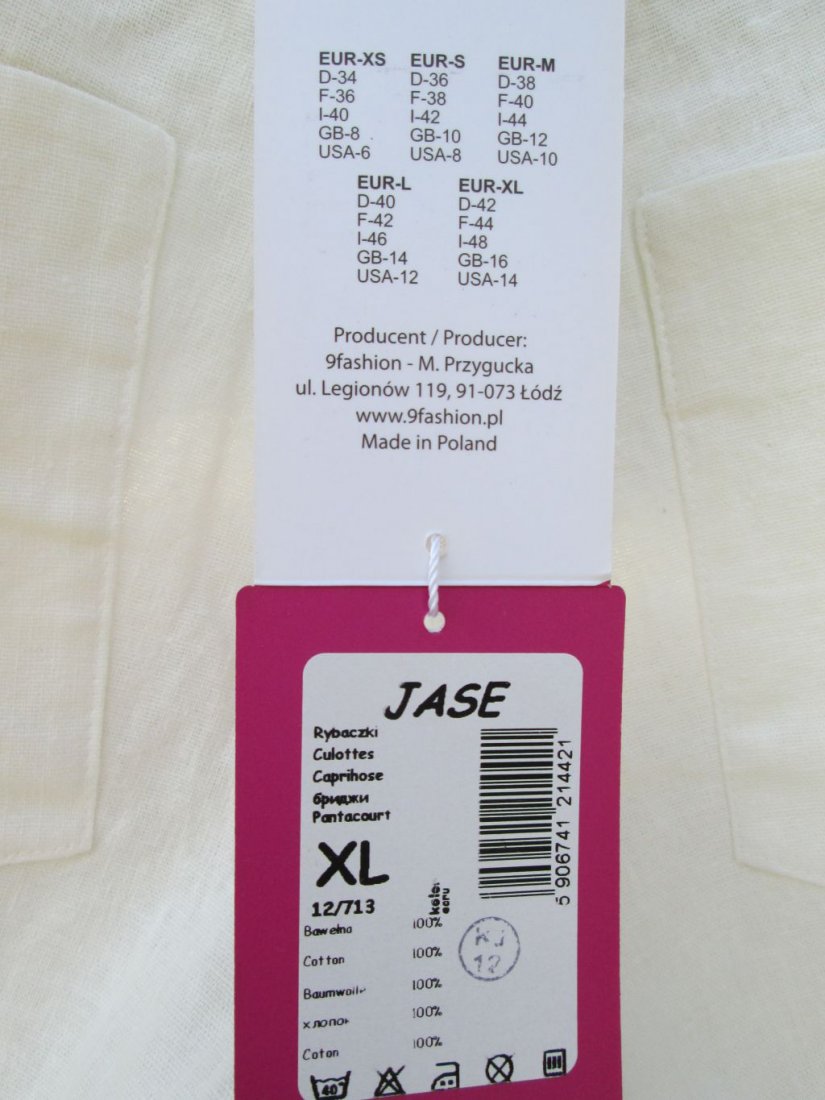 EUR-XS EUR-S EUR-M
D-34 D-36 D-38
F-36 F-38 F-40
I-40 I-42 I-44
GB-8 GB-10 GB-12
USA-6 USA-8 USA-10
EUR-L EUR-XL
D-40 D-42
F-42 F-44
I-46 I-48
GB-14 GB-16
USA-12 USA-14
Producent / Producer:
9fashion - M. Przygucka
ul. Legionów 119, 91-073 Łódź
www.9fashion.pl
Made in Poland
JASE
Rybaczki
Culottes
Caprihose
бриджи
Pantacourt
XL
12/713
kolor
ecru
5 906741 214421
Bawełna 100%
Cotton 100%
Baumwolle 100%
хлопок 100%
Coton 100%
KJ
12
40